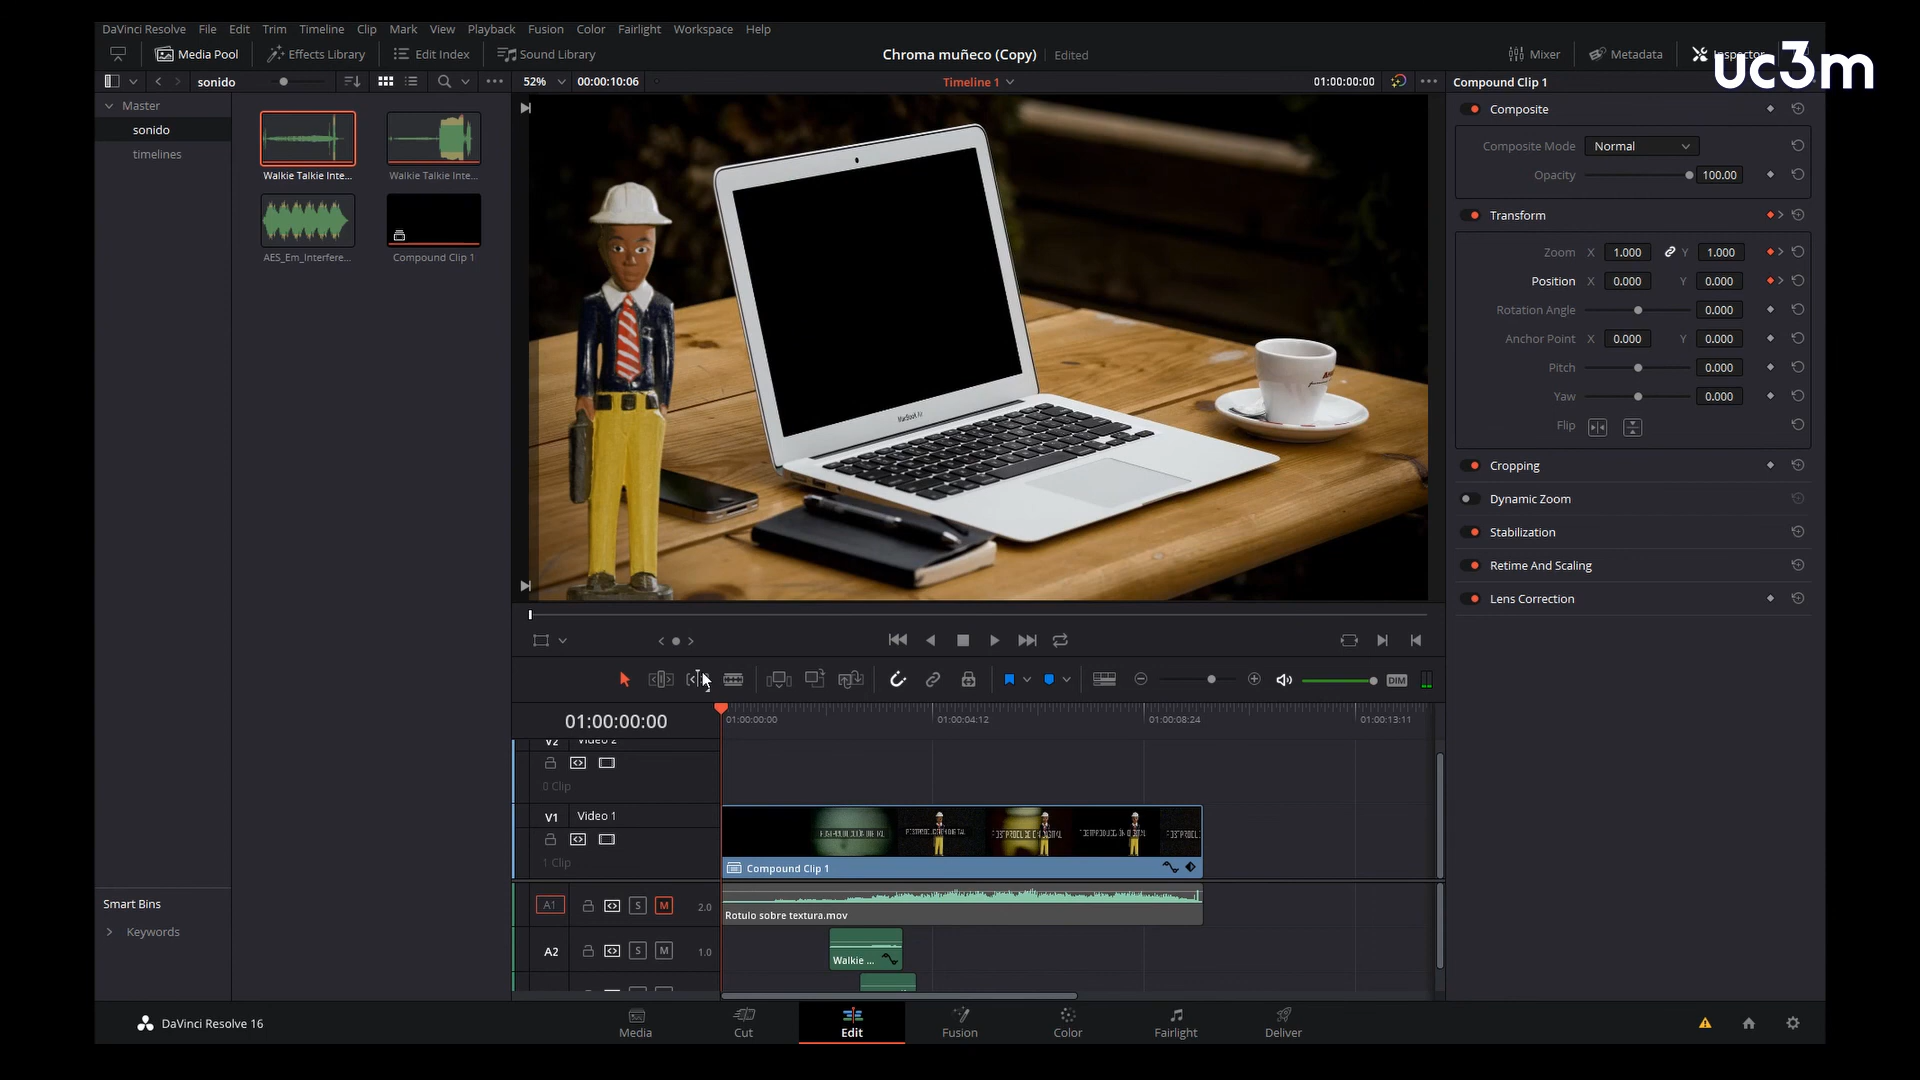 DaVinci Resolve File Edit Trim Timeline Clip Mark View Playback Fusion Color Fairlight Workspace Help
Media Pool Effects Library Edit Index Sound Library Chroma muñeco (Copy) Edited Mixer Metadata Inspector
uc3m
sonido 52% 00:00:10:06 Timeline 1 01:00:00:00 Compound Clip 1
Master
sonido
timelines
Walkie Talkie Inte... Walkie Talkie Inte...
AES_Em_Interfere... Compound Clip 1
MacBook Air
Composite
Composite Mode Normal
Opacity 100.00
Transform
Zoom X 1.000 Y 1.000
Position X 0.000 Y 0.000
Rotation Angle 0.000
Anchor Point X 0.000 Y 0.000
Pitch 0.000
Yaw 0.000
Flip
Cropping
Dynamic Zoom
Stabilization
Retime And Scaling
Lens Correction
DIM
01:00:00:00 01:00:00:00 01:00:04:12 01:00:08:24 01:00:13:11
V2 Video 2
0 Clip
V1 Video 1
1 Clip
Compound Clip 1
A1 S M 2.0
Rotulo sobre textura.mov
A2 S M 1.0
Walkie ...
Smart Bins
Keywords
DaVinci Resolve 16
Media Cut Edit Fusion Color Fairlight Deliver